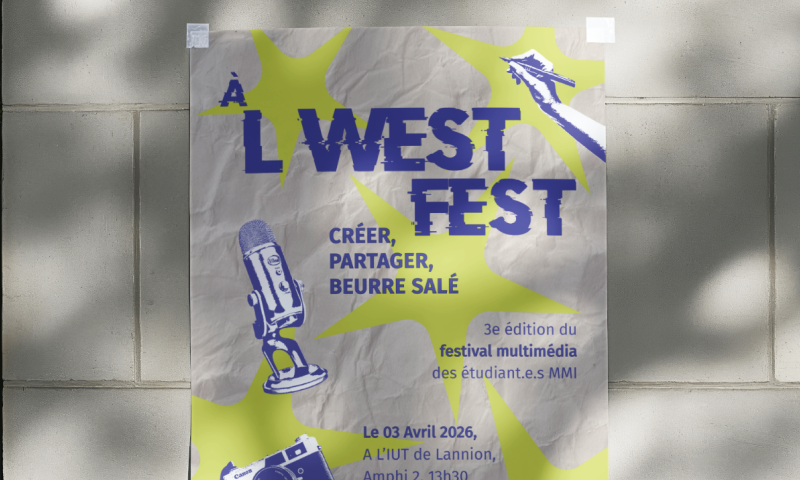 À
L WEST
FEST
CRÉER,
PARTAGER,
BEURRE SALÉ
3e édition du
festival multimédia
des étudiant.e.s MMI
Le 03 Avril 2026,
A L'IUT de Lannion,
Amphi 2, 13h30
Canon